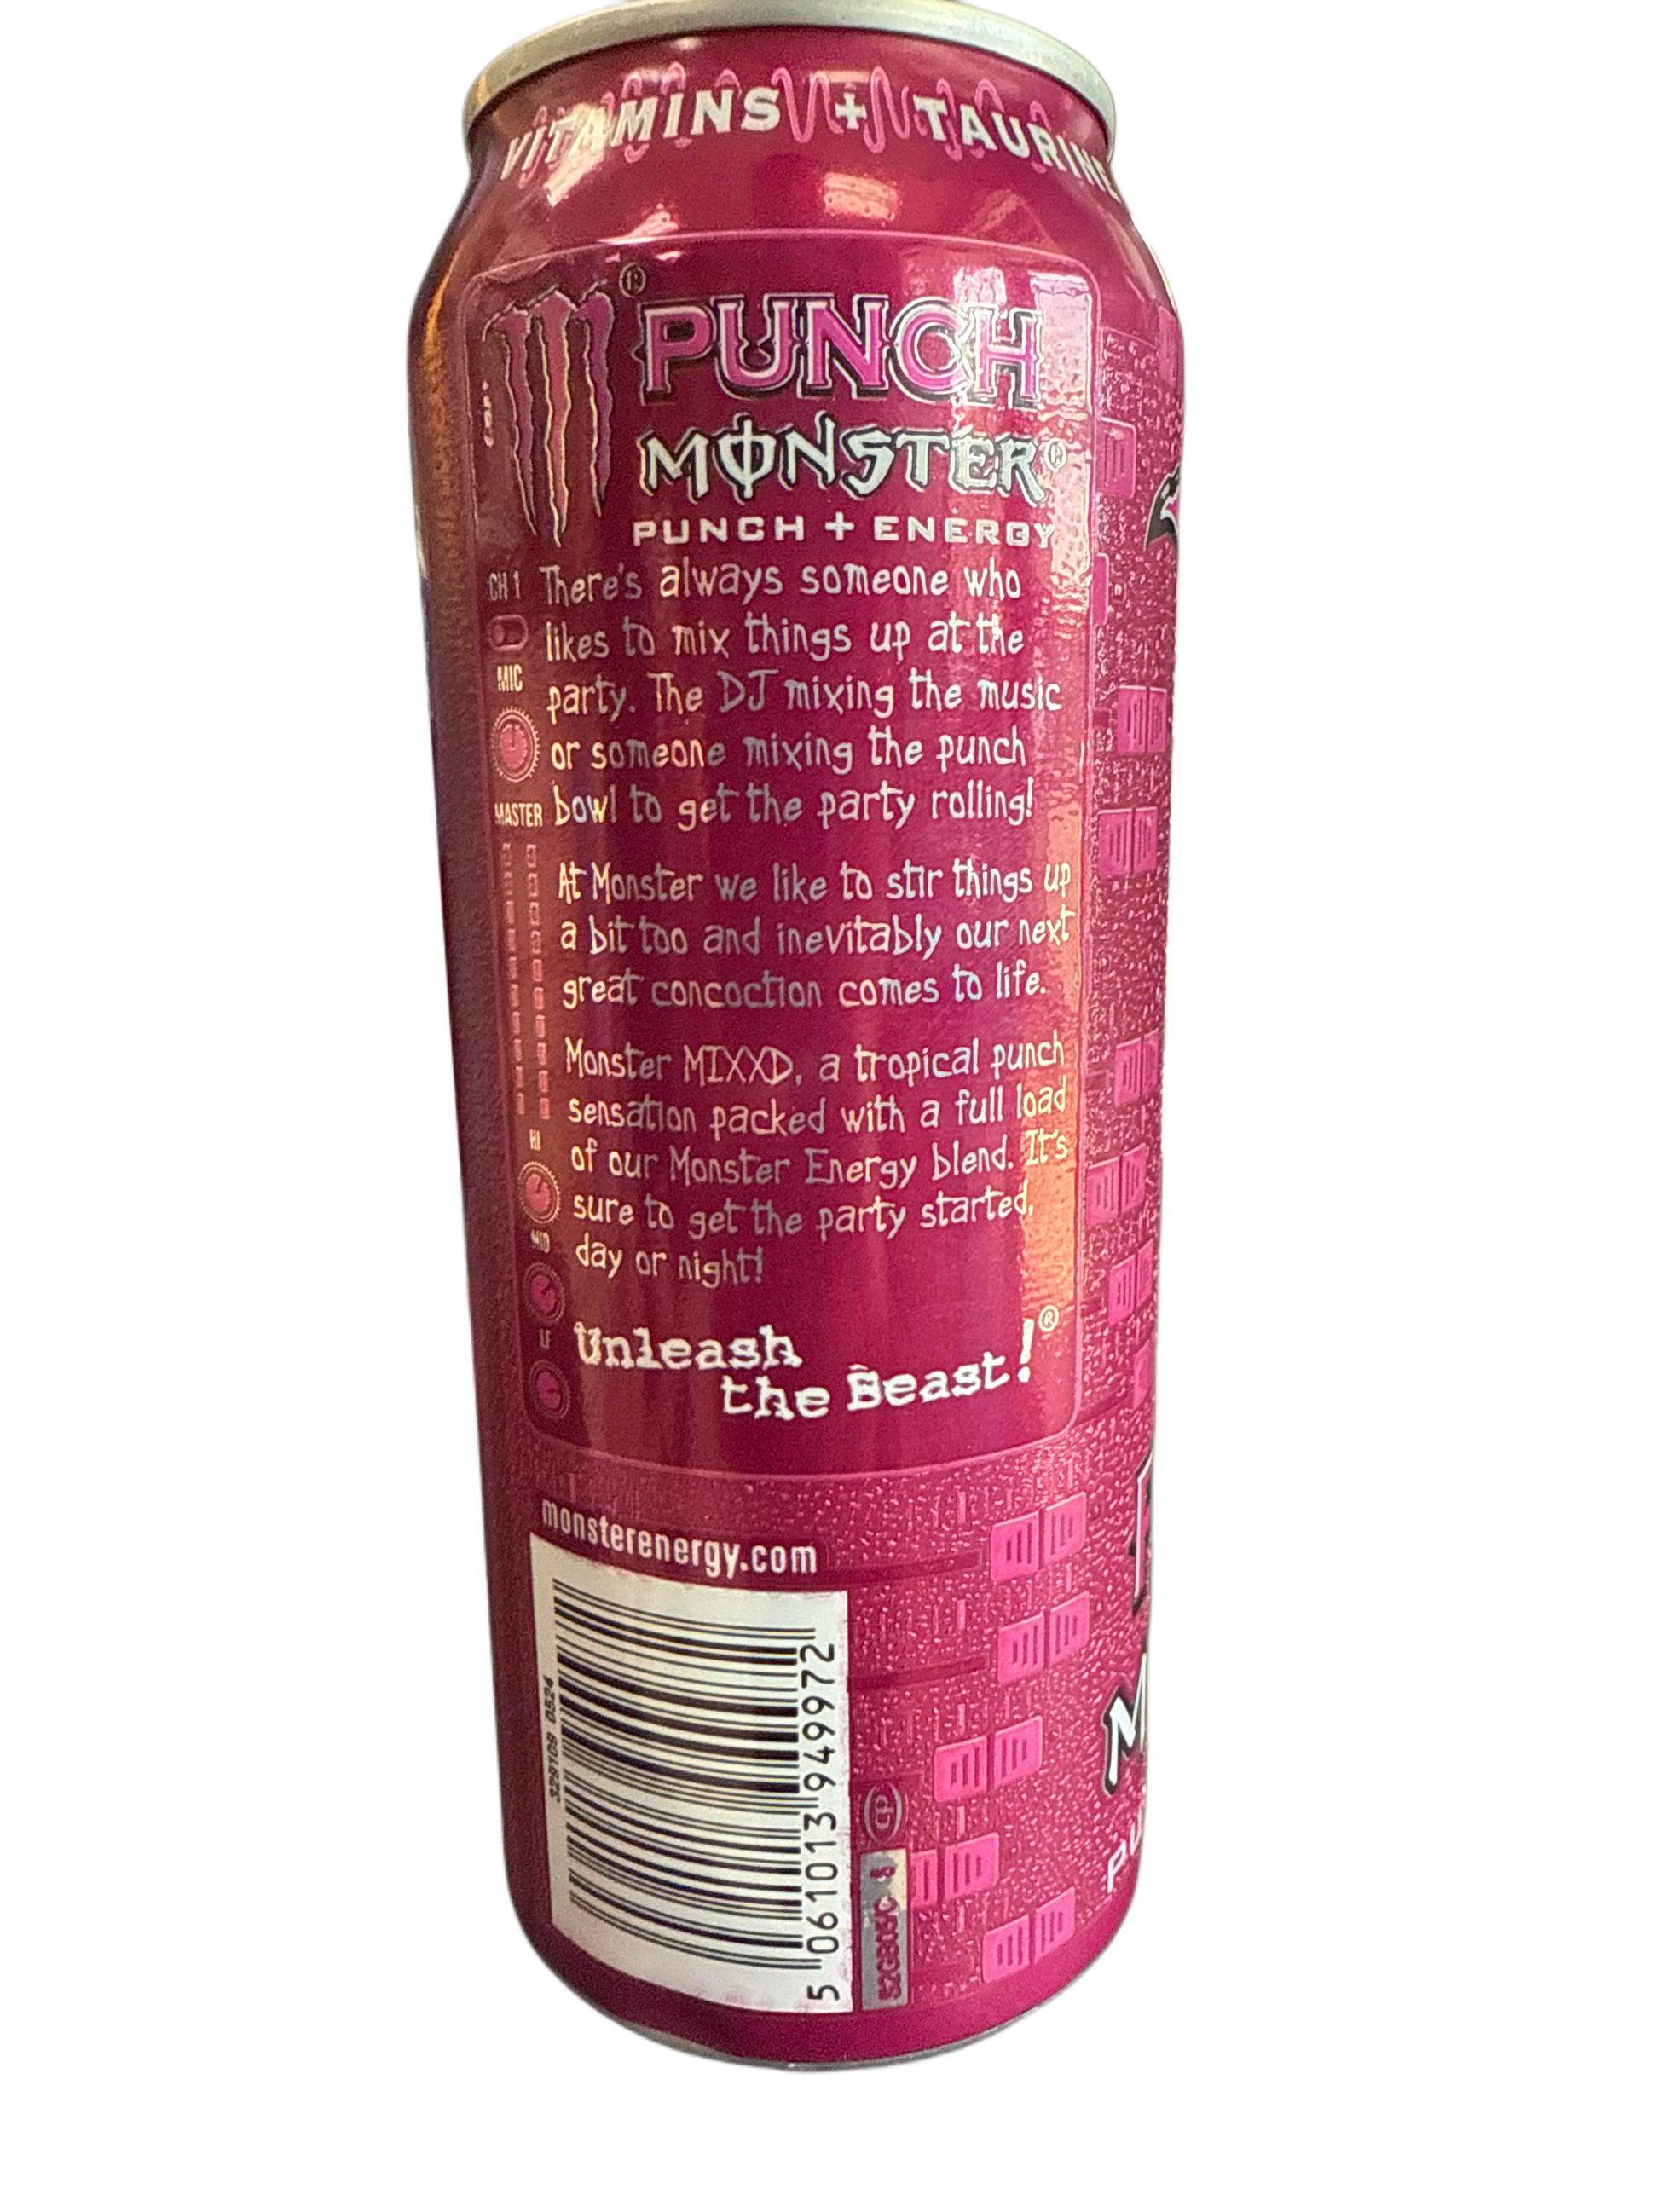 VITAMINS + TAURINE
®
PUNCH
MONSTER®
PUNCH + ENERGY
CH 1
MIC
MASTER
HI
MID
LF
There's always someone who
likes to mix things up at the
party. The DJ mixing the music
or someone mixing the punch
bowl to get the party rolling!
At Monster we like to stir things up
a bit too and inevitably our next
great concoction comes to life.
Monster MIXXD, a tropical punch
sensation packed with a full load
of our Monster Energy blend. It's
sure to get the party started,
day or night!
Unleash
the Beast!®
monsterenergy.com
329109 0524
5 061013 949972